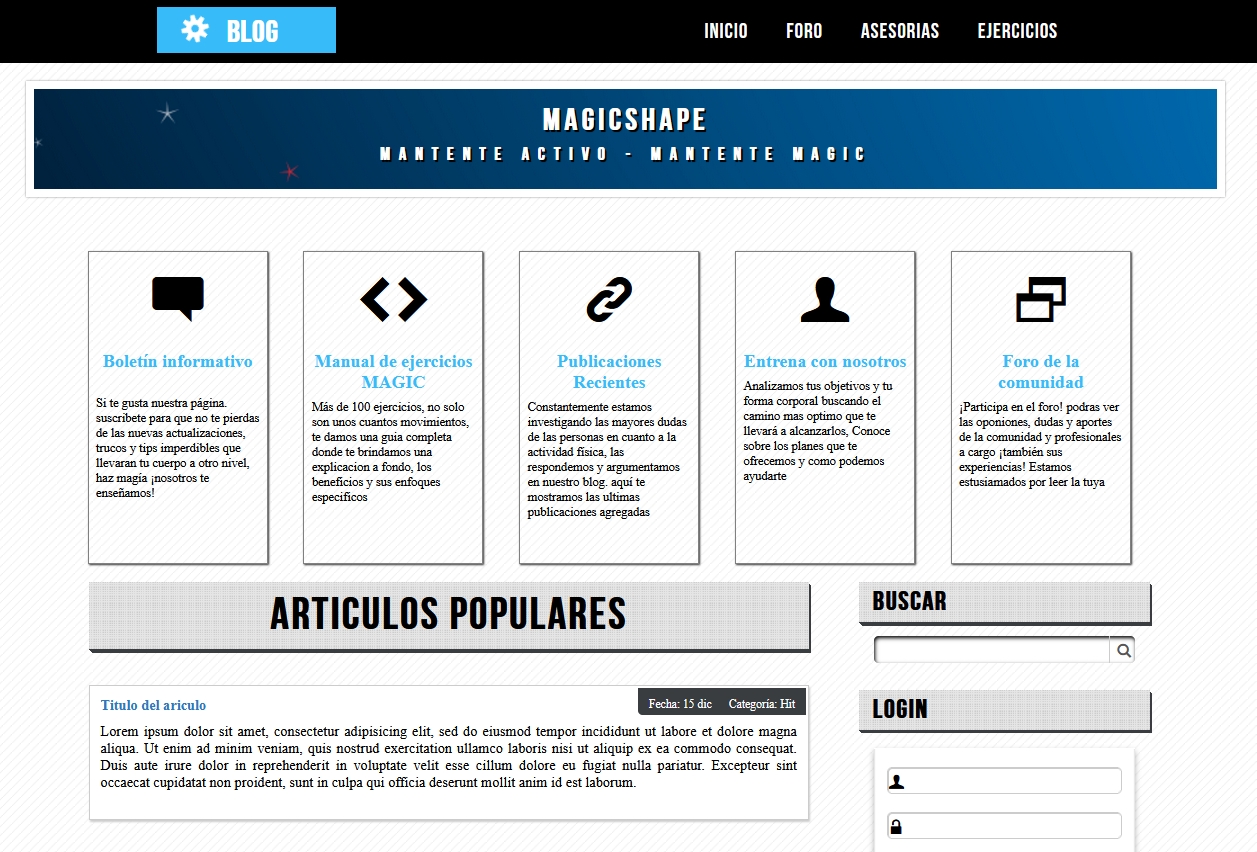 BLOG
INICIO FORO ASESORIAS EJERCICIOS
MAGICSHAPE
MANTENTE ACTIVO - MANTENTE MAGIC
Boletín informativo
Si te gusta nuestra página.
suscribete para que no te pierdas
de las nuevas actualizaciones,
trucos y tips imperdibles que
llevaran tu cuerpo a otro nivel,
haz magía ¡nosotros te
enseñamos!
Manual de ejercicios
MAGIC
Más de 100 ejercicios, no solo
son unos cuantos movimientos,
te damos una guia completa
donde te brindamos una
explicacion a fondo, los
beneficios y sus enfoques
especificos
Publicaciones
Recientes
Constantemente estamos
investigando las mayores dudas
de las personas en cuanto a la
actividad física, las
respondemos y argumentamos
en nuestro blog. aquí te
mostramos las ultimas
publicaciones agregadas
Entrena con nosotros
Analizamos tus objetivos y tu
forma corporal buscando el
camino mas optimo que te
llevará a alcanzarlos, Conoce
sobre los planes que te
ofrecemos y como podemos
ayudarte
Foro de la
comunidad
¡Participa en el foro! podras ver
las oponiones, dudas y aportes
de la comunidad y profesionales
a cargo ¡también sus
experiencias! Estamos
estusiamados por leer la tuya
ARTICULOS POPULARES
Titulo del ariculo
Fecha: 15 dic Categoría: Hit
Lorem ipsum dolor sit amet, consectetur adipisicing elit, sed do eiusmod tempor incididunt ut labore et dolore magna
aliqua. Ut enim ad minim veniam, quis nostrud exercitation ullamco laboris nisi ut aliquip ex ea commodo consequat.
Duis aute irure dolor in reprehenderit in voluptate velit esse cillum dolore eu fugiat nulla pariatur. Excepteur sint
occaecat cupidatat non proident, sunt in culpa qui officia deserunt mollit anim id est laborum.
BUSCAR
LOGIN